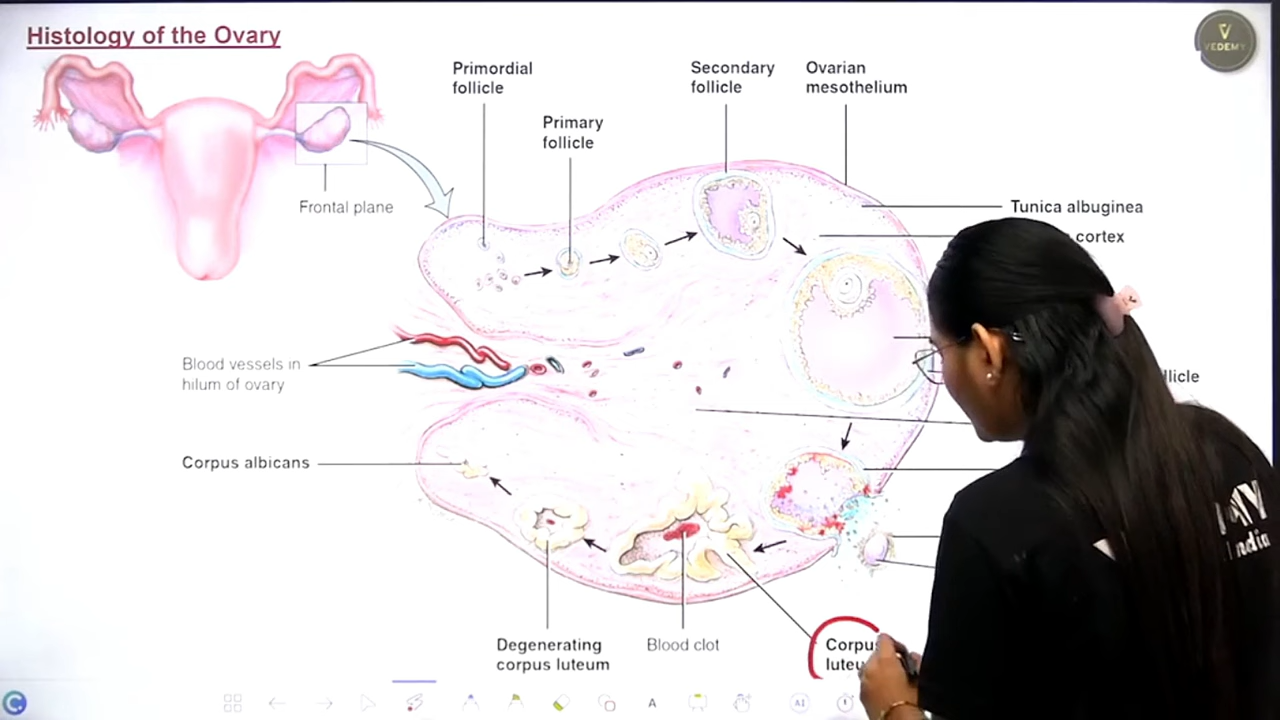 Histology of the Ovary
VEDEMY
Primordial
follicle
Secondary
follicle
Ovarian
mesothelium
Primary
follicle
Frontal plane
Tunica albuginea
cortex
Blood vessels in
hilum of ovary
Corpus albicans
Degenerating
corpus luteum
Blood clot
A
AI